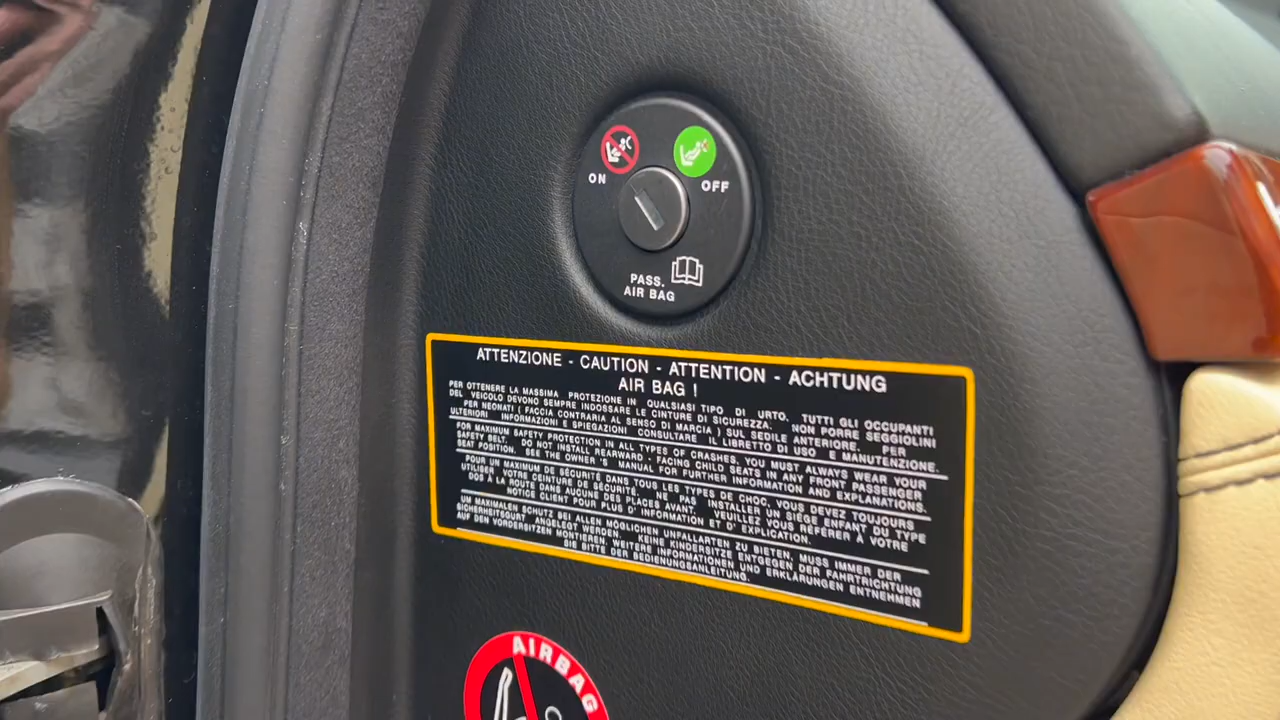 ON
OFF
PASS.
AIR BAG
ATTENZIONE - CAUTION - ATTENTION - ACHTUNG
AIR BAG !
PER OTTENERE LA MASSIMA PROTEZIONE IN QUALSIASI TIPO DI URTO. TUTTI GLI OCCUPANTI
DEL VEICOLO DEVONO SEMPRE INDOSSARE LE CINTURE DI SICUREZZA. NON PORRE SEGGIOLINI
PER NEONATI ( FACCIA CONTRARIA AL SENSO DI MARCIA ) SUL SEDILE ANTERIORE. PER
ULTERIORI INFORMAZIONI E SPIEGAZIONI CONSULTARE IL LIBRETTO DI USO E MANUTENZIONE.
FOR MAXIMUM SAFETY PROTECTION IN ALL TYPES OF CRASHES, YOU MUST ALWAYS WEAR YOUR
SAFETY BELT. DO NOT INSTALL REARWARD - FACING CHILD SEATS IN ANY FRONT PASSENGER
SEAT POSITION. SEE THE OWNER 'S MANUAL FOR FURTHER INFORMATION AND EXPLANATIONS.
POUR UN MAXIMUM DE SÉCURITÉ DANS TOUS LES TYPES DE CHOC, VOUS DEVEZ TOUJOURS
UTILISER VOTRE CEINTURE DE SÉCURITÉ. NE PAS INSTALLER UN SIÈGE ENFANT DU TYPE
DOS À LA ROUTE DANS AUCUNE DES PLACES AVANT. VEUILLEZ VOUS RÉFÉRER À VOTRE
NOTICE CLIENT POUR PLUS D' INFORMATION ET D' EXPLICATION.
UM MAXIMALEN SCHUTZ BEI ALLEN MÖGLICHEN UNFALLARTEN ZU BIETEN, MUSS IMMER DER
SICHERHEITSGURT ANGELEGT WERDEN. KEINE KINDERSITZE ENTGEGEN DER FAHRTRICHTUNG
AUF DEN VORDERSITZEN MONTIEREN. WEITERE INFORMATIONEN UND ERKLÄRUNGEN ENTNEHMEN
SIE BITTE DER BEDIENUNGSANLEITUNG.
AIRBAG